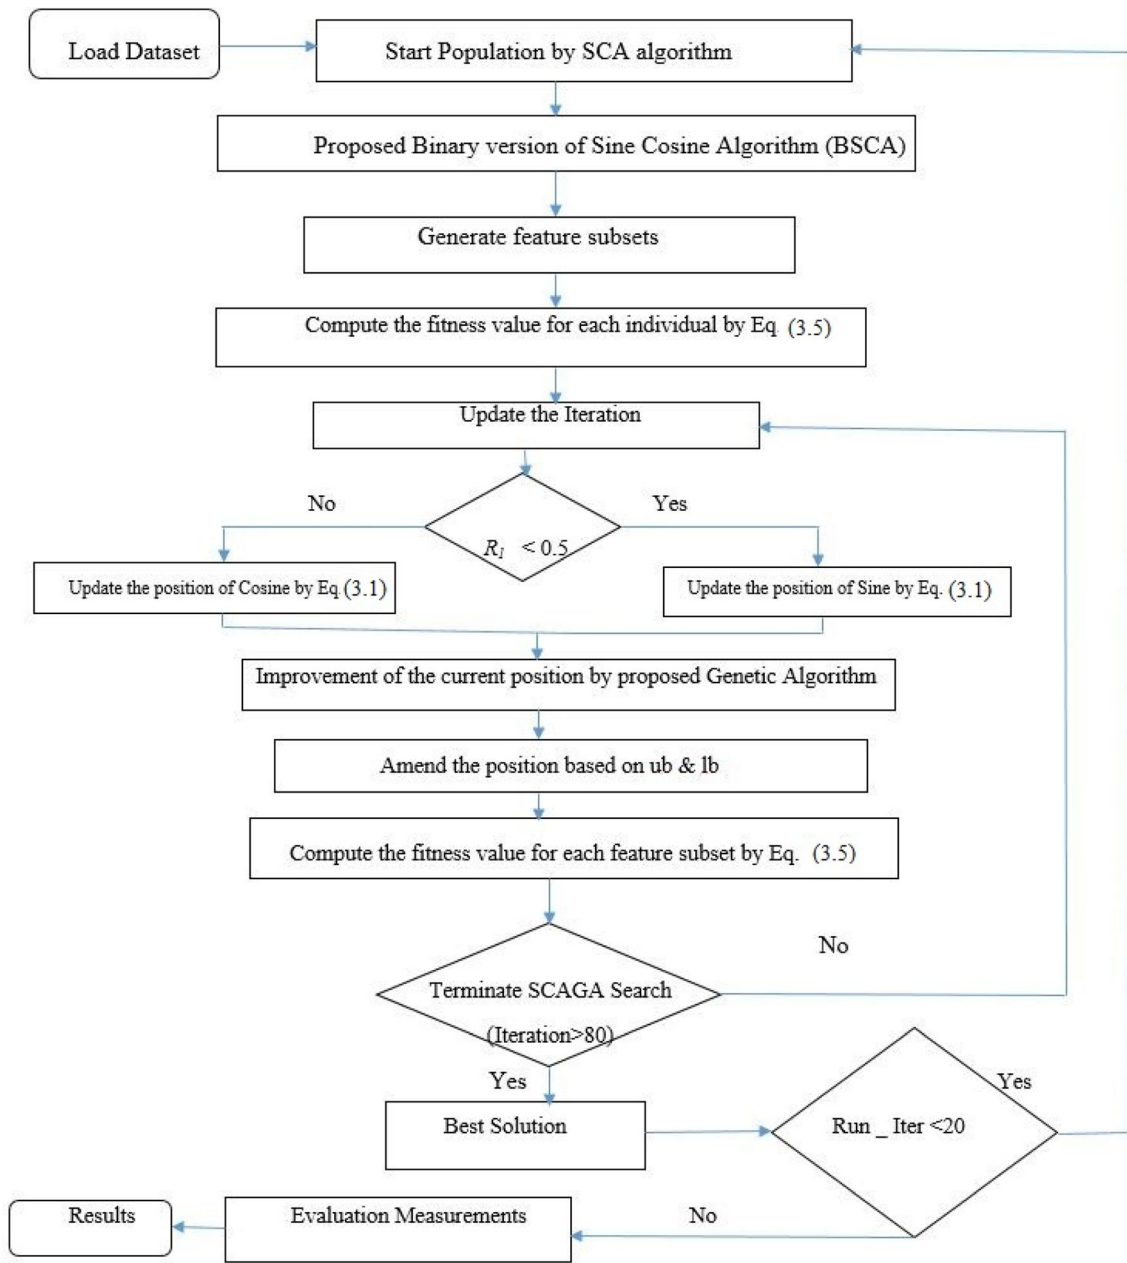 Load Dataset
Start Population by SCA algorithm
Proposed Binary version of Sine Cosine Algorithm (BSCA)
Generate feature subsets
Compute the fitness value for each individual by Eq. (3.5)
Update the Iteration
No
Yes
R1 < 0.5
Update the position of Cosine by Eq.(3.1)
Update the position of Sine by Eq. (3.1)
Improvement of the current position by proposed Genetic Algorithm
Amend the position based on ub & lb
Compute the fitness value for each feature subset by Eq. (3.5)
No
Terminate SCAGA Search
(Iteration>80)
Yes
Yes
Best Solution
Run _ Iter <20
Results
Evaluation Measurements
No